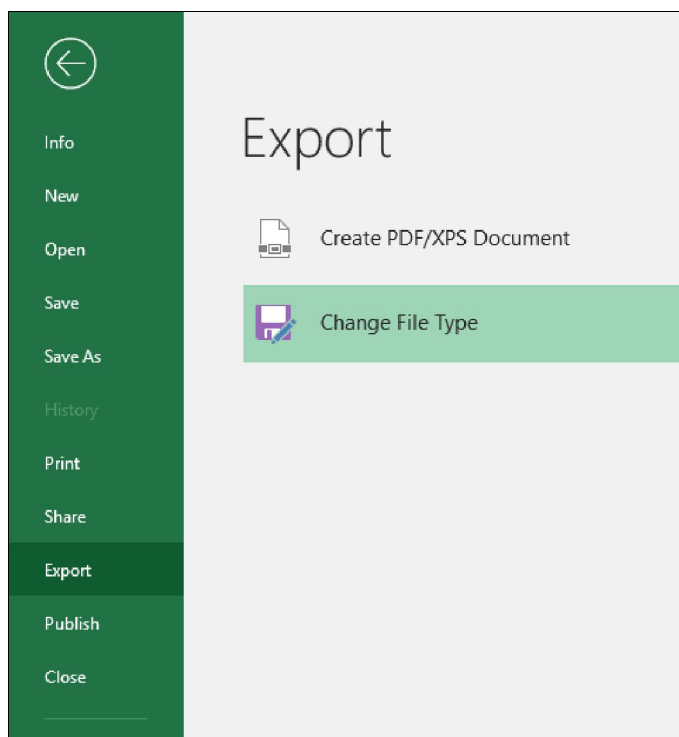 Info
New
Open
Save
Save As
History
Print
Share
Export
Publish
Close
Export
Create PDF/XPS Document
Change File Type